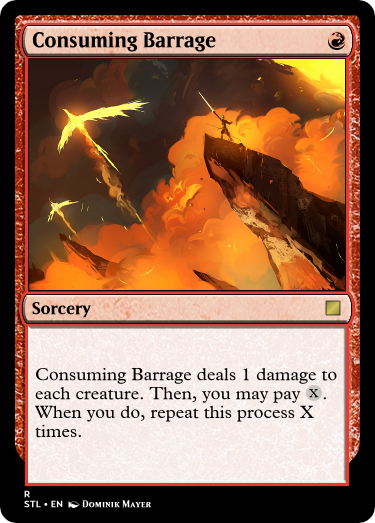 Consuming Barrage
Sorcery
Consuming Barrage deals 1 damage to
each creature. Then, you may pay X.
When you do, repeat this process X
times.
R
STL • EN Dominik Mayer